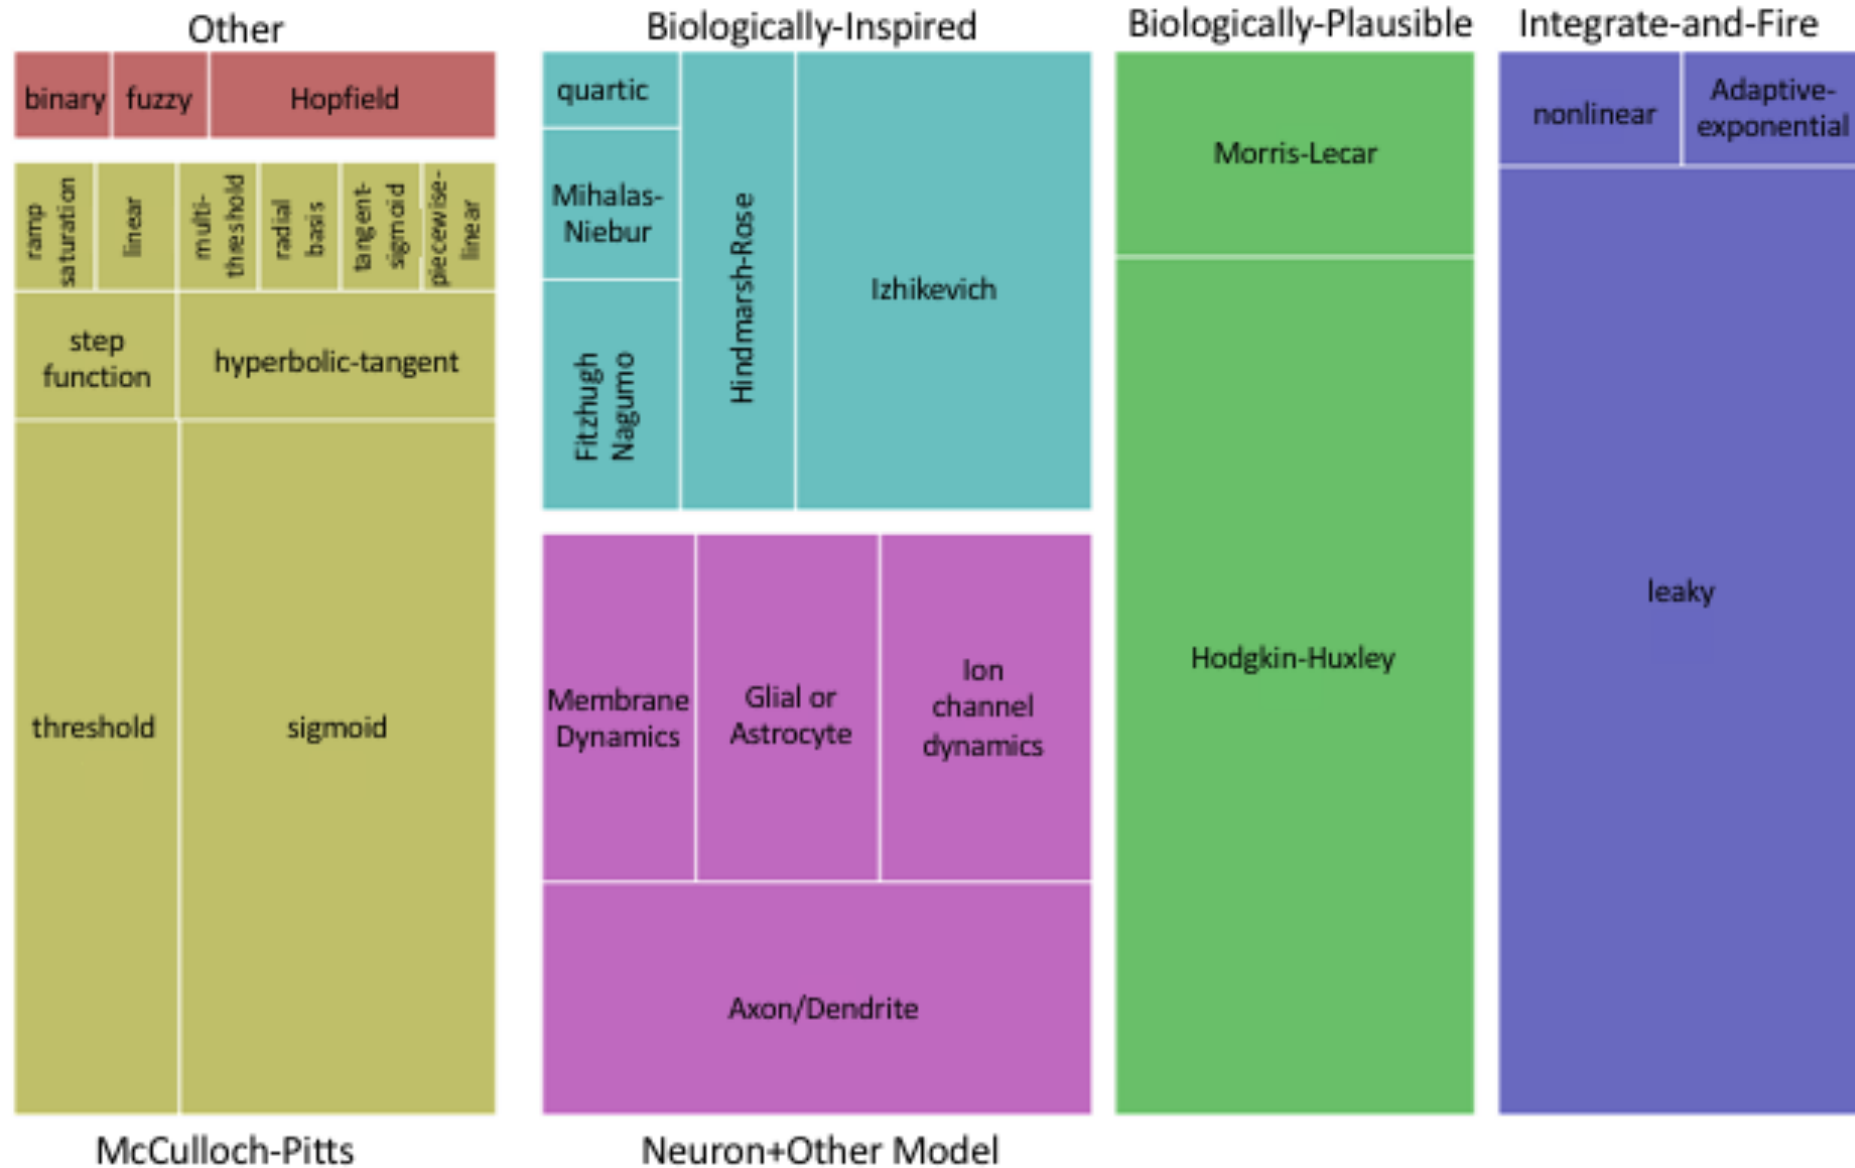 Other
binary
fuzzy
Hopfield
ramp
saturation
linear
multi-
threshold
radial
basis
tangent-
sigmoid
piecewise-
linear
step
function
hyperbolic-tangent
threshold
sigmoid
McCulloch-Pitts
Biologically-Inspired
quartic
Mihalas-
Niebur
Fitzhugh
Nagumo
Hindmarsh-Rose
Izhikevich
Membrane
Dynamics
Glial or
Astrocyte
Ion
channel
dynamics
Axon/Dendrite
Neuron+Other Model
Biologically-Plausible
Morris-Lecar
Hodgkin-Huxley
Integrate-and-Fire
nonlinear
Adaptive-
exponential
leaky